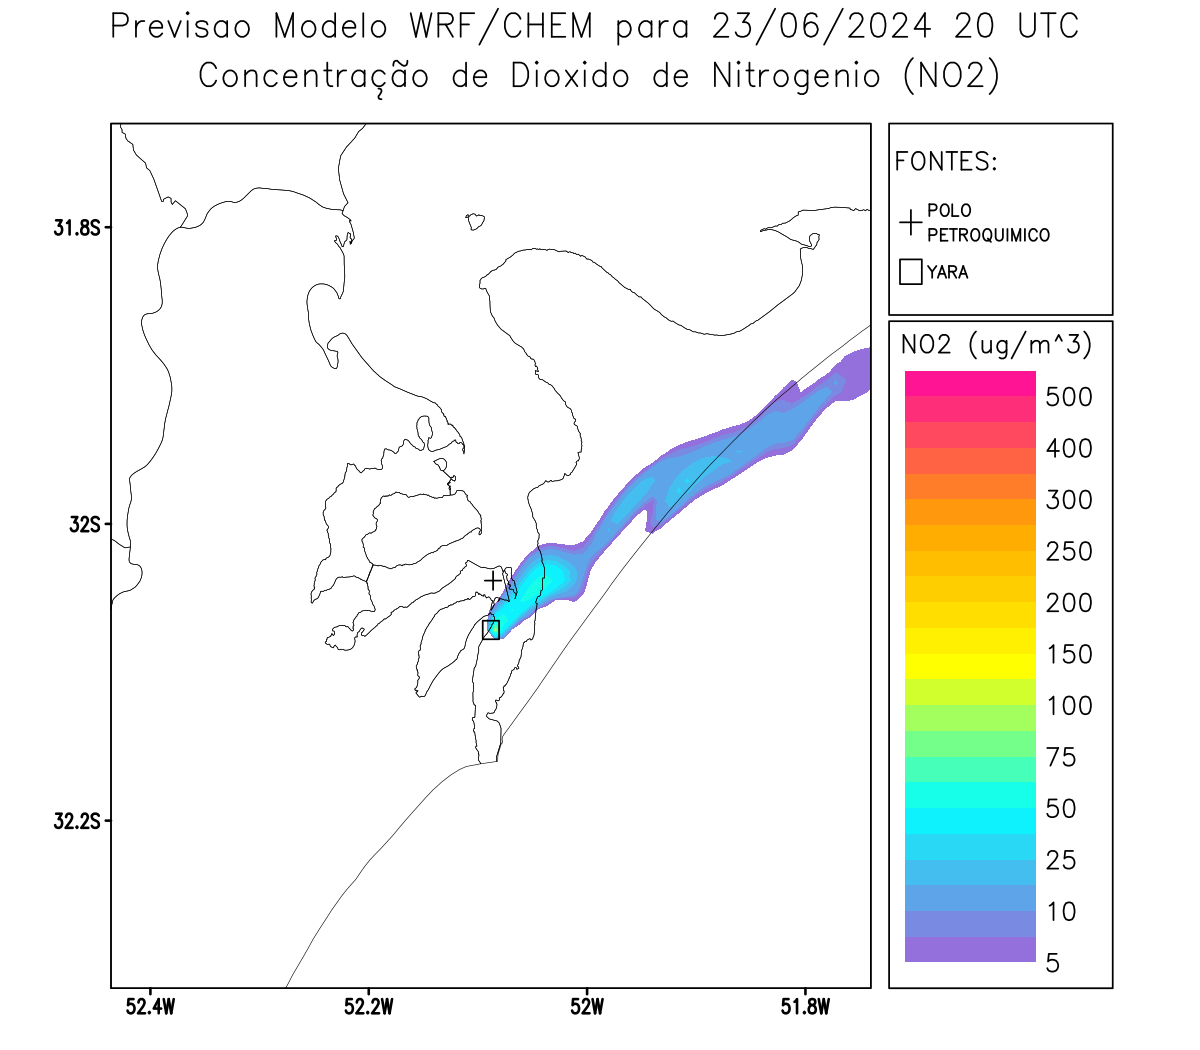 Previsao Modelo WRF/CHEM para 23/06/2024 20 UTC
Concentração de Dioxido de Nitrogenio (NO2)
FONTES:
POLO
PETROQUIMICO
YARA
NO2 (ug/m^3)
500
400
300
250
200
150
100
75
50
25
10
5
31.8S
32S
32.2S
52.4W
52.2W
52W
51.8W